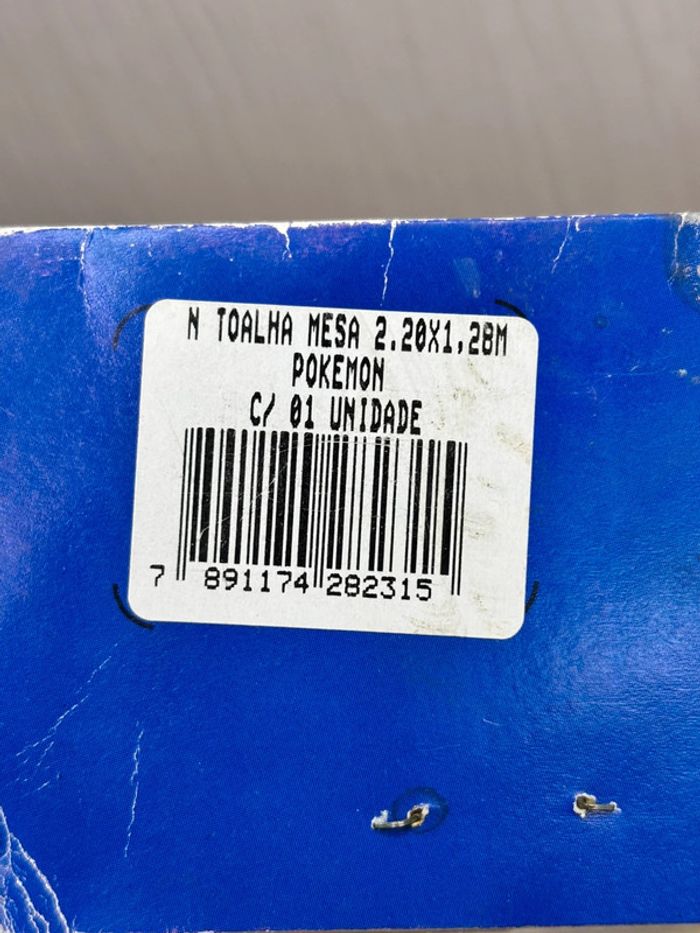 N TOALHA MESA 2.20X1,28M
POKEMON
C/ 01 UNIDADE
7 891174 282315